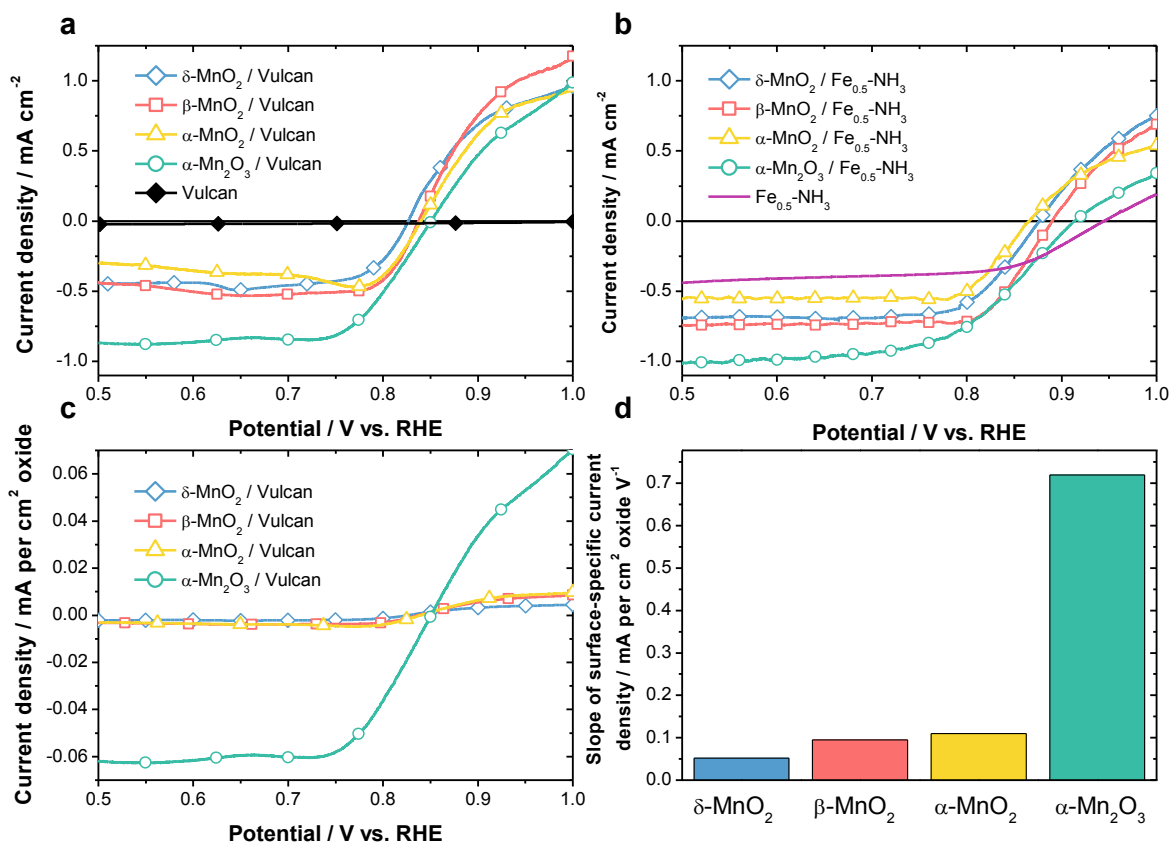 a
Current density / mA cm⁻²
1.0
0.5
0.0
-0.5
-1.0
δ-MnO₂ / Vulcan
β-MnO₂ / Vulcan
α-MnO₂ / Vulcan
α-Mn₂O₃ / Vulcan
Vulcan
0.5 0.6 0.7 0.8 0.9 1.0
Potential / V vs. RHE
b
Current density / mA cm⁻²
1.0
0.5
0.0
-0.5
-1.0
δ-MnO₂ / Fe₀.₅-NH₃
β-MnO₂ / Fe₀.₅-NH₃
α-MnO₂ / Fe₀.₅-NH₃
α-Mn₂O₃ / Fe₀.₅-NH₃
Fe₀.₅-NH₃
0.5 0.6 0.7 0.8 0.9 1.0
Potential / V vs. RHE
c
Current density / mA per cm² oxide
0.06
0.04
0.02
0.00
-0.02
-0.04
-0.06
δ-MnO₂ / Vulcan
β-MnO₂ / Vulcan
α-MnO₂ / Vulcan
α-Mn₂O₃ / Vulcan
0.5 0.6 0.7 0.8 0.9 1.0
Potential / V vs. RHE
d
Slope of surface-specific current
density / mA per cm² oxide V⁻¹
0.7
0.6
0.5
0.4
0.3
0.2
0.1
0.0
δ-MnO₂ β-MnO₂ α-MnO₂ α-Mn₂O₃